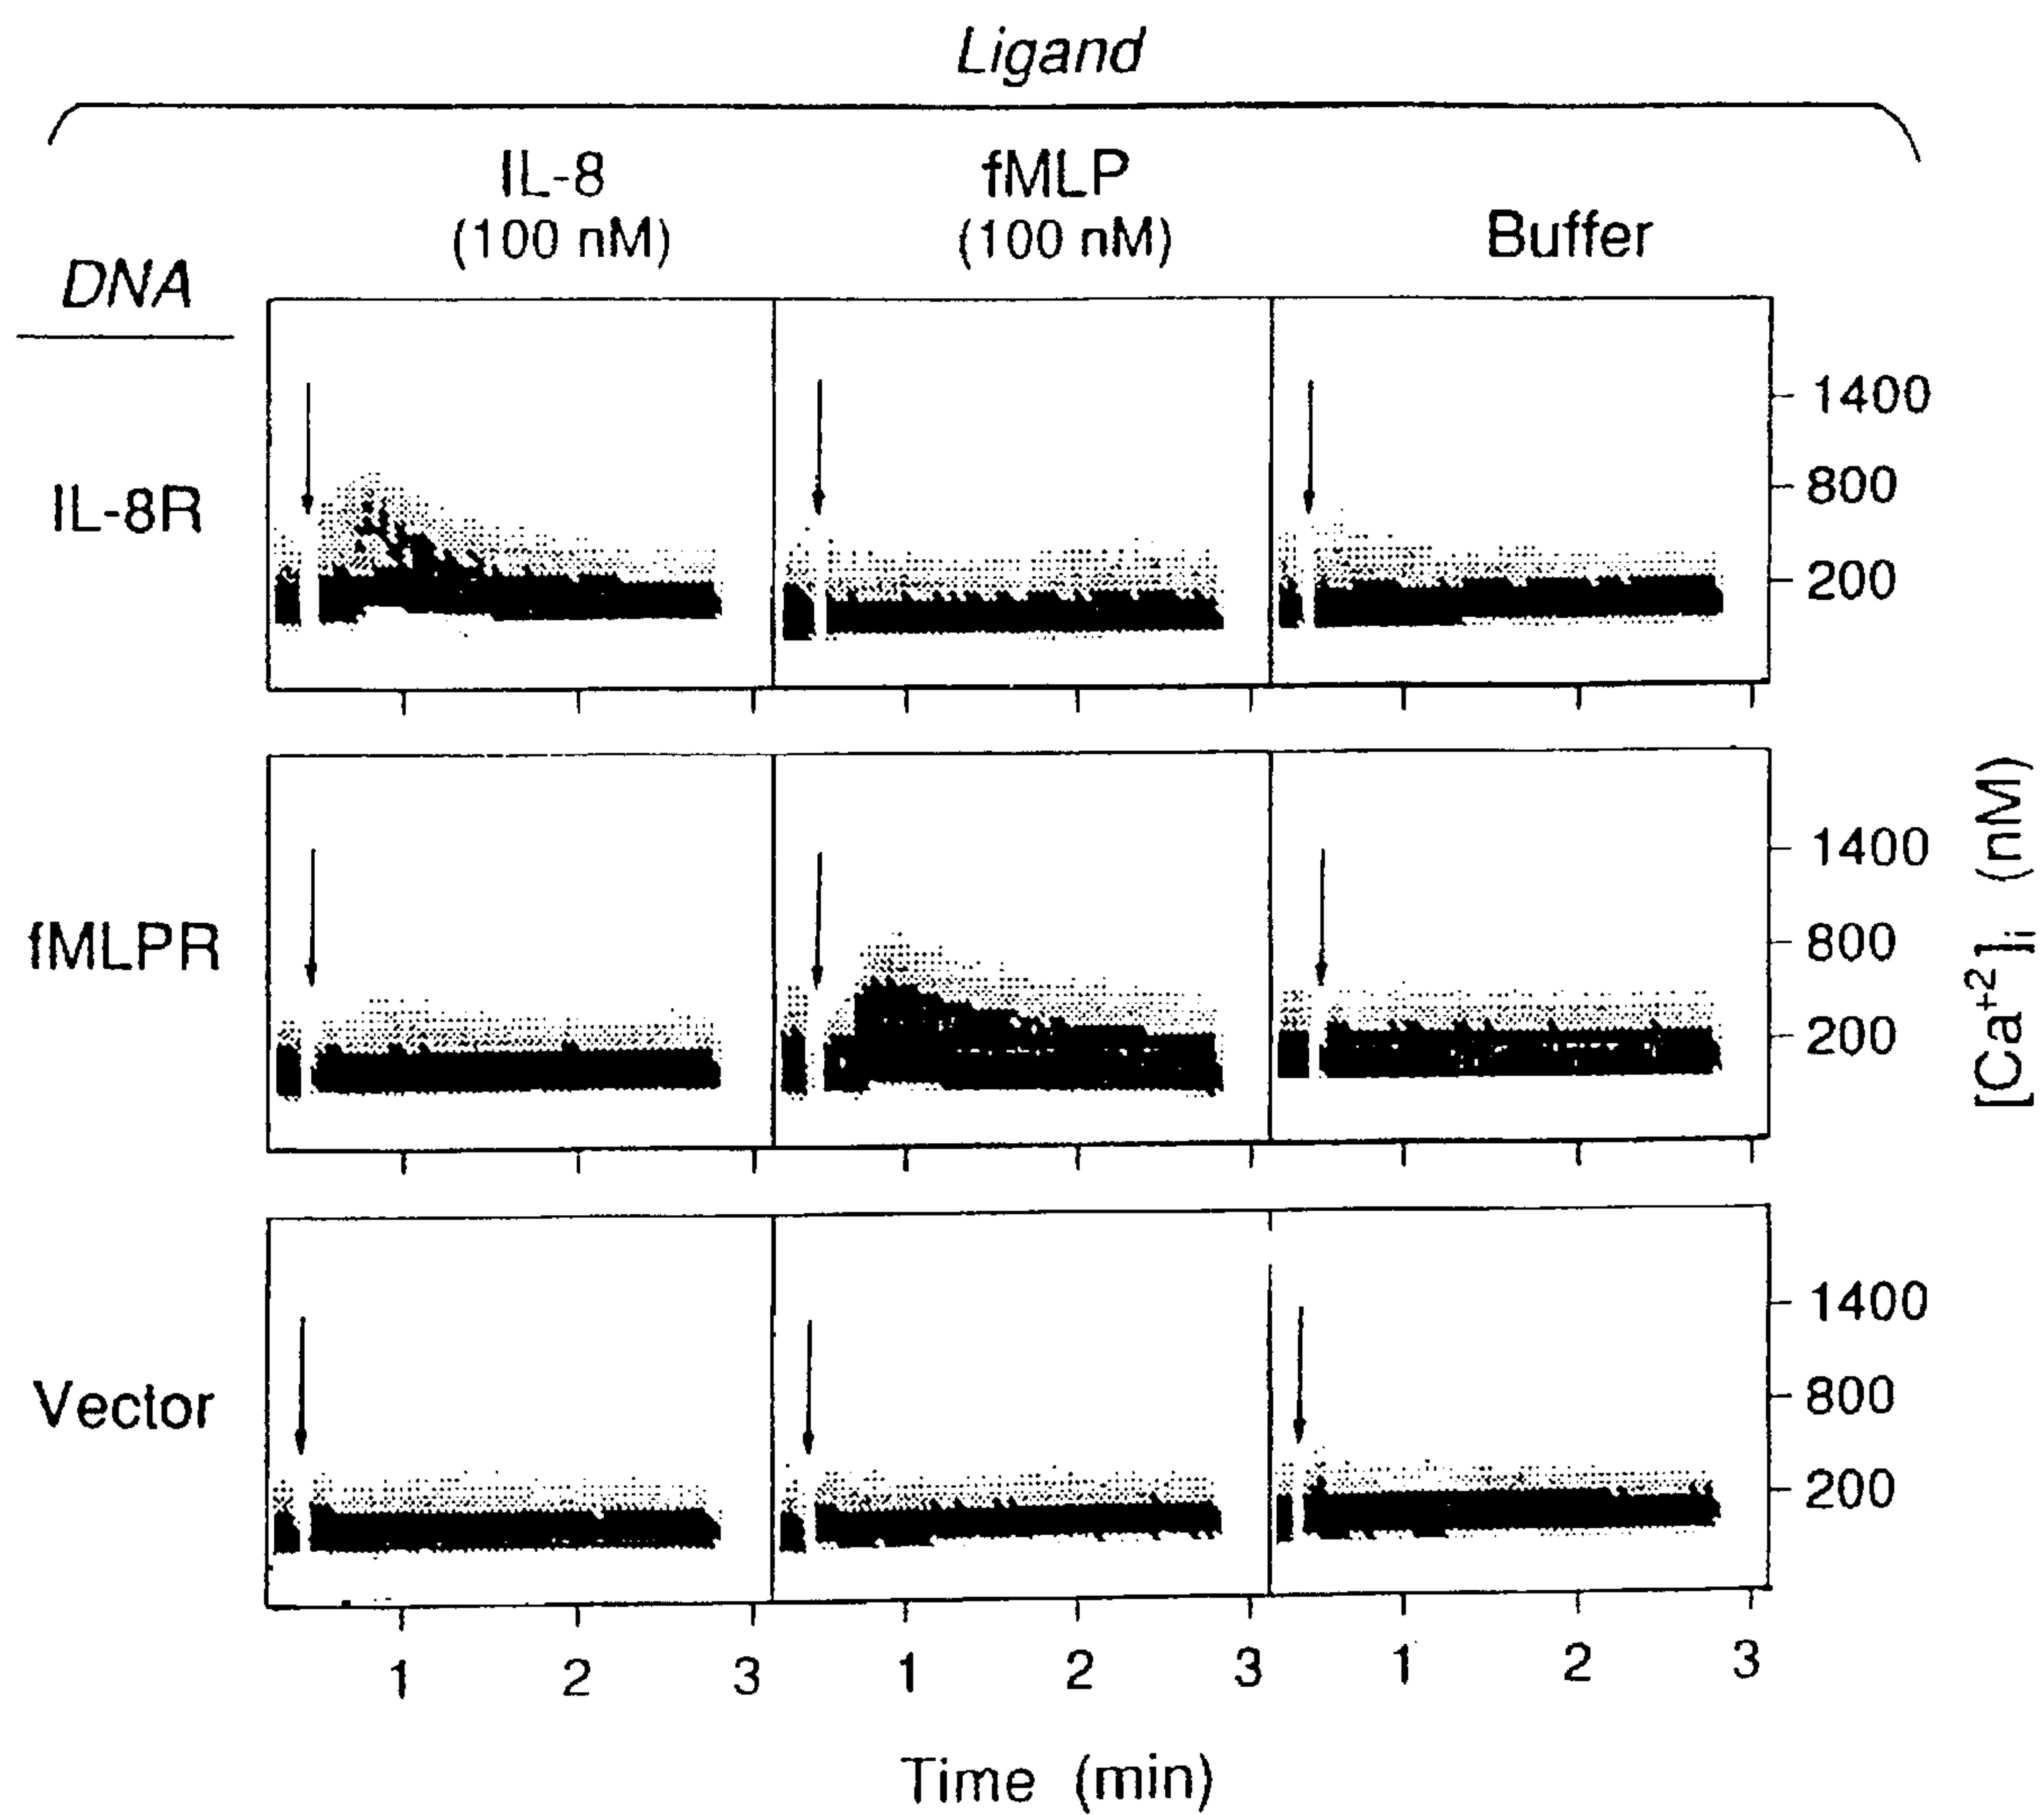 Ligand
IL-8 fMLP
(100 nM) (100 nM) Buffer
DNA
1400
IL-8R 800
200
1400
fMLPR 800
200
[Ca+2]i (nM)
1400
Vector 800
200
1 2 3 1 2 3 1 2 3
Time (min)